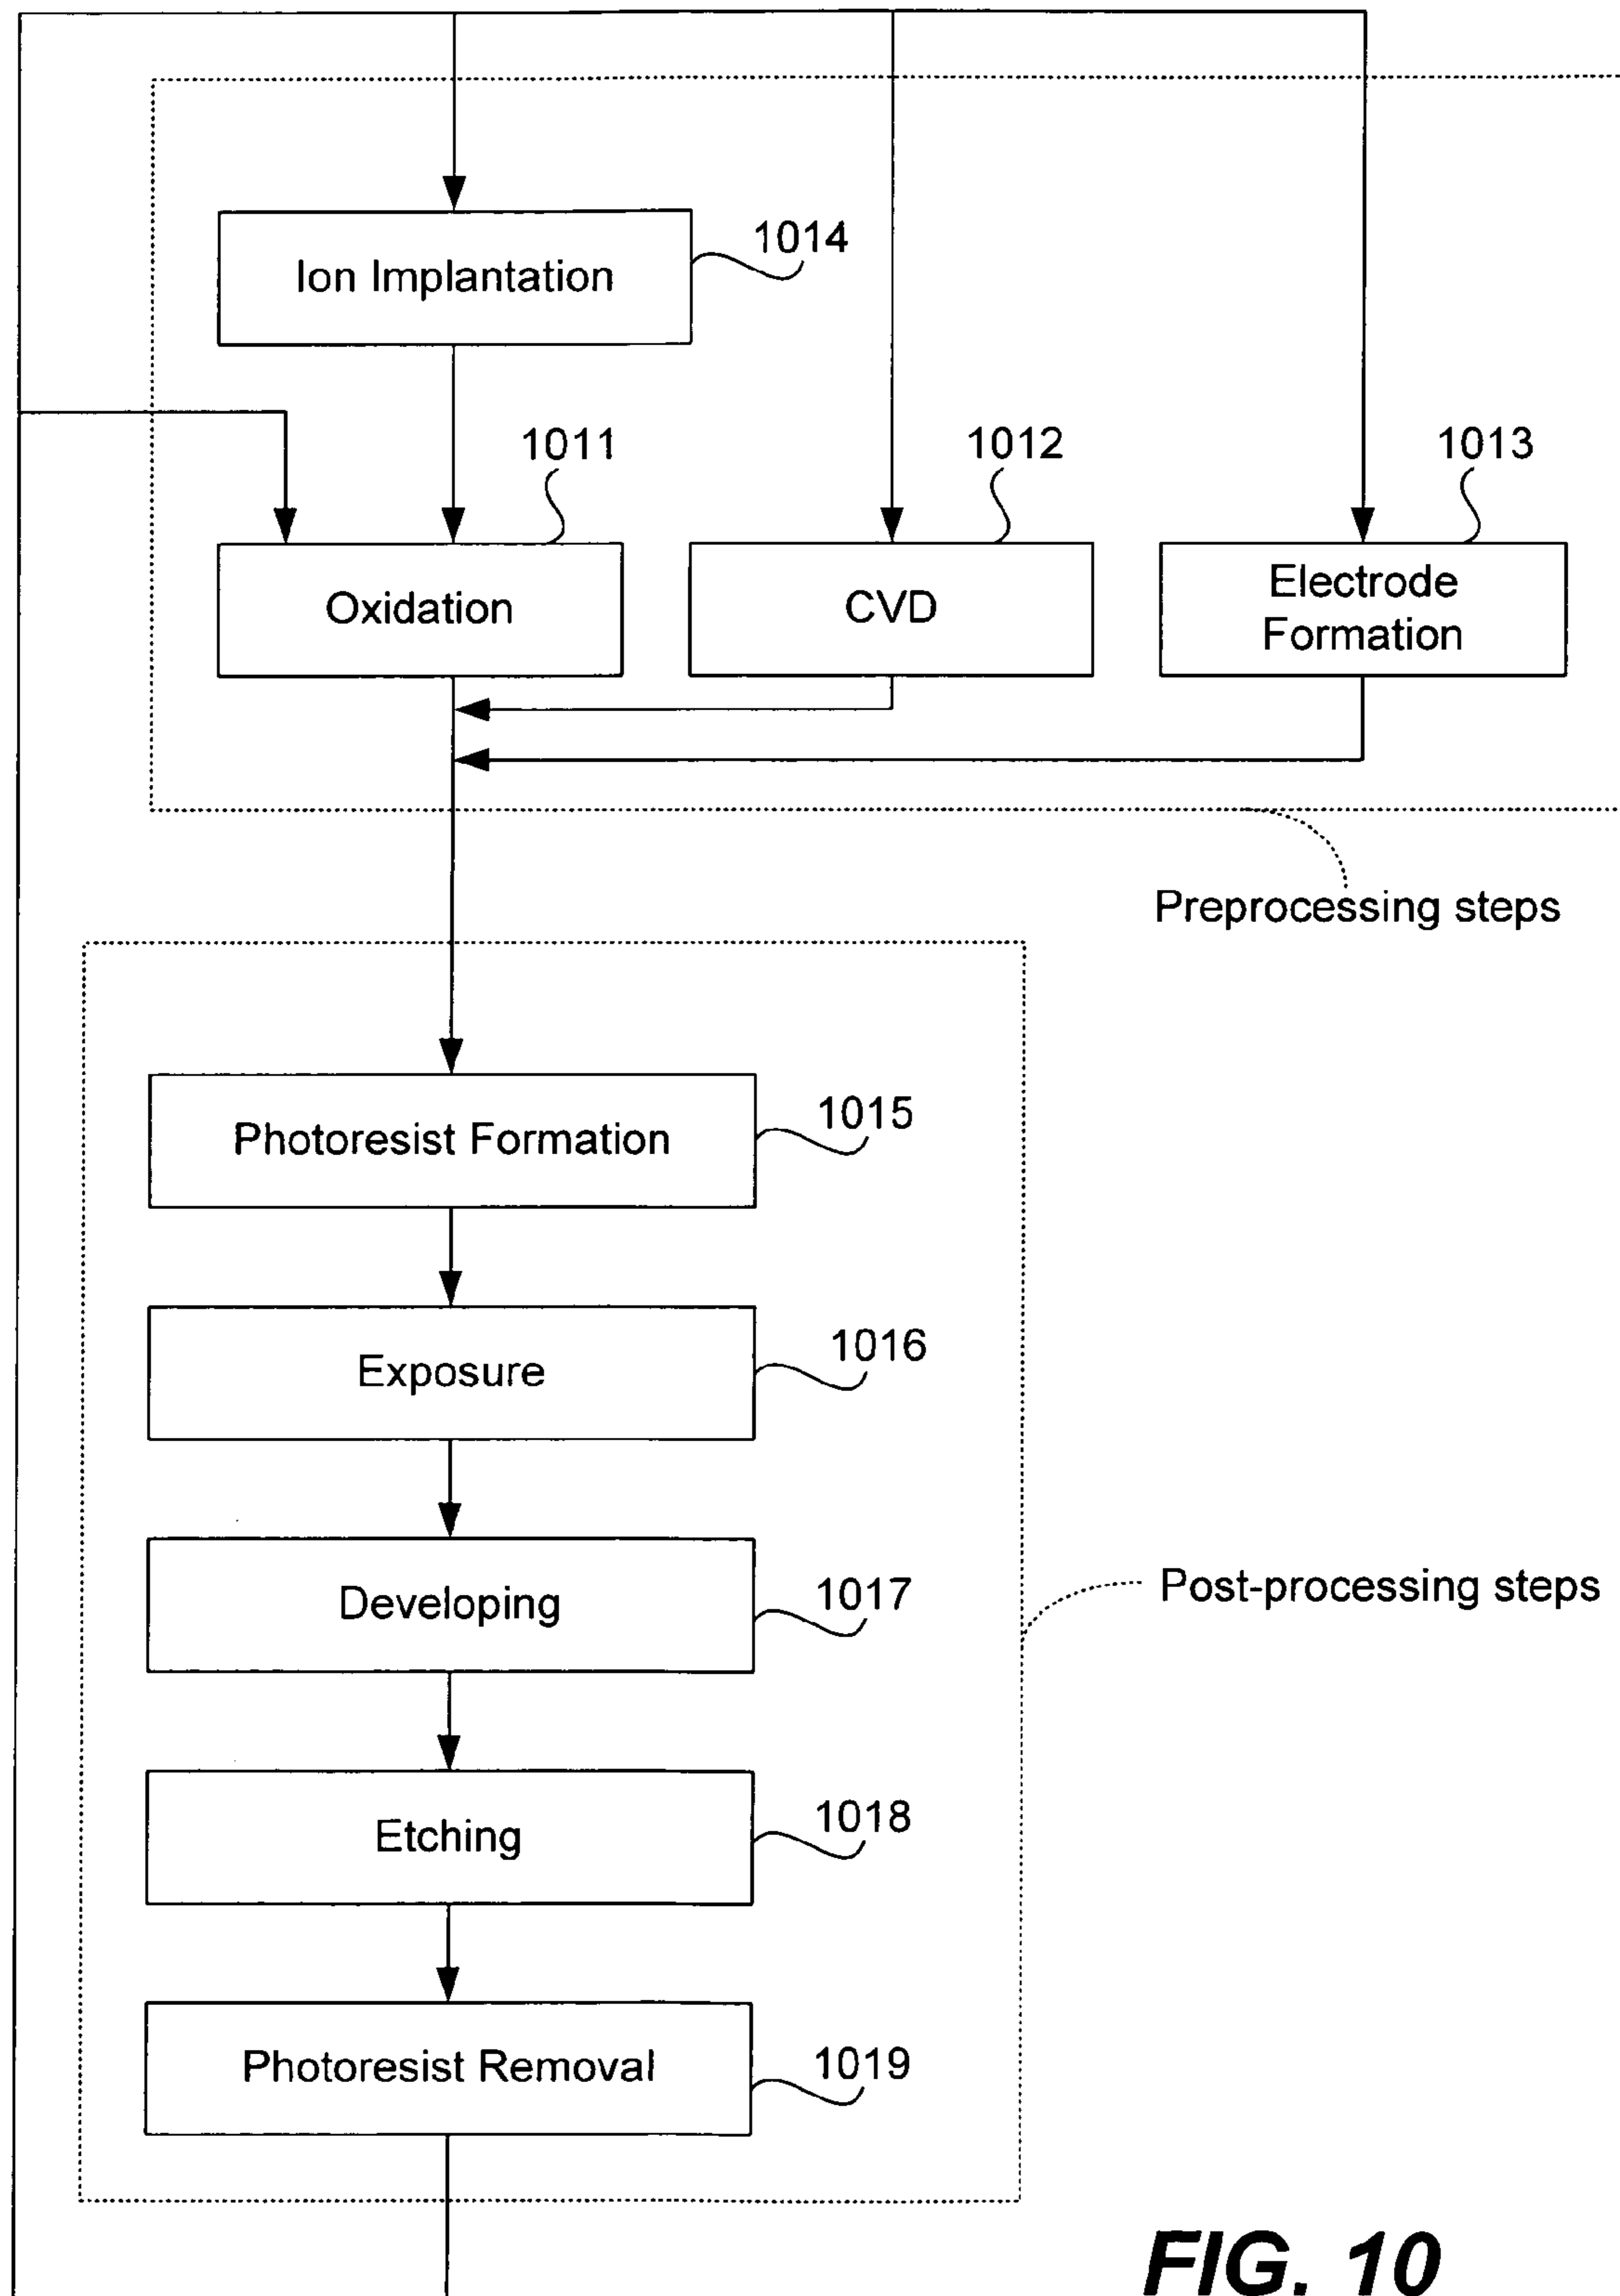 1014
Ion Implantation
1011
1012
1013
Oxidation
CVD
Electrode
Formation
Preprocessing steps
1015
Photoresist Formation
1016
Exposure
1017
Developing
Post-processing steps
1018
Etching
1019
Photoresist Removal
FIG. 10